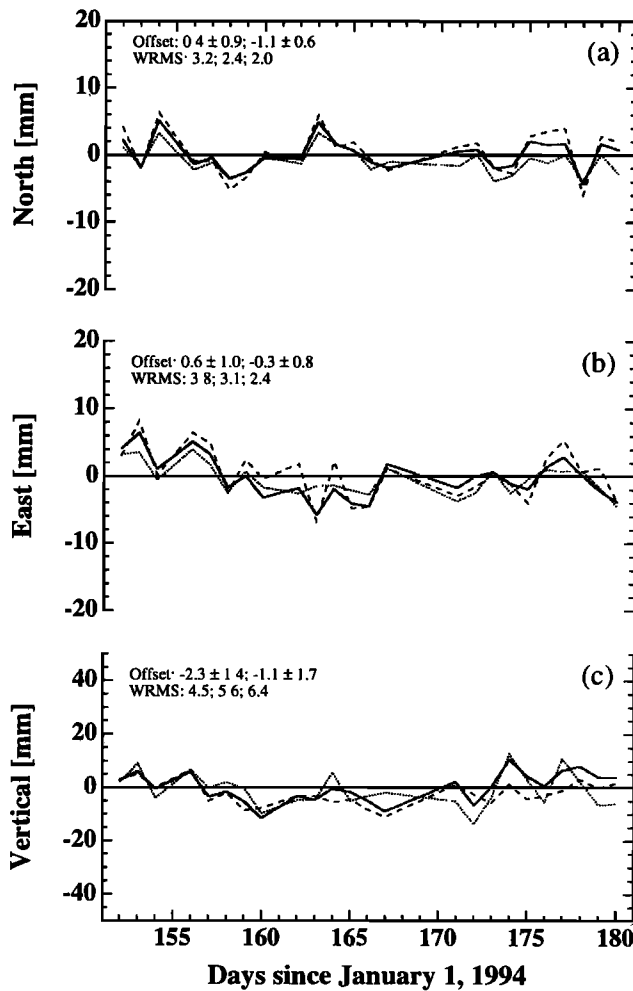 20
Offset: 0 4 ± 0.9; -1.1 ± 0.6
WRMS· 3.2; 2.4; 2.0
(a)
10
0
-10
-20
North [mm]
20
Offset· 0.6 ± 1.0; -0.3 ± 0.8
WRMS: 3 8; 3.1; 2.4
(b)
10
0
-10
-20
East [mm]
Offset· -2.3 ± 1 4; -1.1 ± 1.7
WRMS: 4.5; 5 6; 6.4
(c)
40
20
0
-20
-40
Vertical [mm]
155 160 165 170 175 180
Days since January 1, 1994